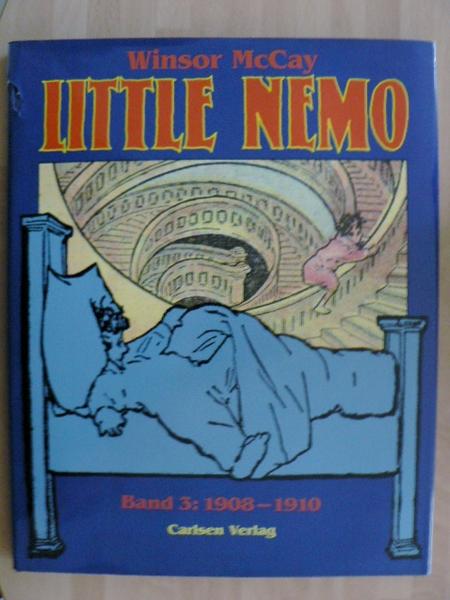 Winsor McCay
LITTLE NEMO
Band 3: 1908–1910
Carlsen Verlag